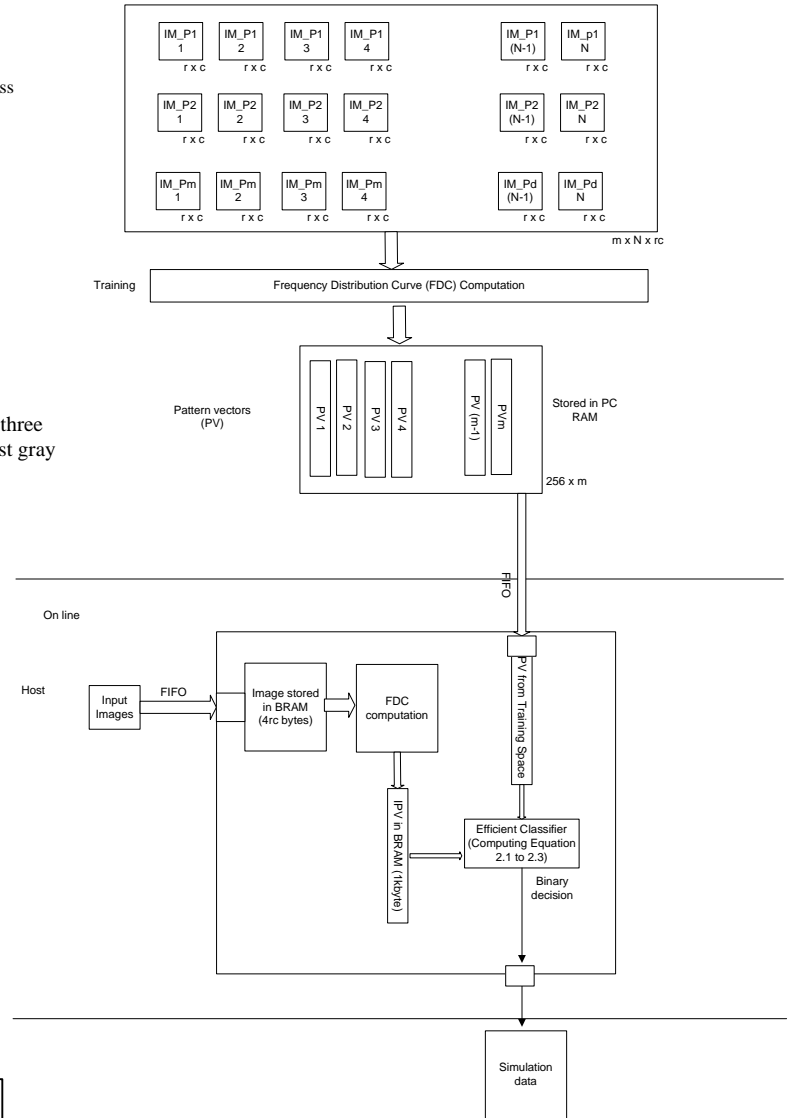 IM_P1 IM_P1 IM_P1 IM_P1 IM_P1 IM_p1
1 2 3 4 (N-1) N
r x c r x c r x c r x c r x c r x c
ss
IM_P2 IM_P2 IM_P2 IM_P2 IM_P2 IM_P2
1 2 3 4 (N-1) N
r x c r x c r x c r x c r x c r x c
IM_Pm IM_Pm IM_Pm IM_Pm IM_Pd IM_Pd
1 2 3 4 (N-1) N
r x c r x c r x c r x c r x c r x c
m x N x rc
Training
Frequency Distribution Curve (FDC) Computation
Pattern vectors
(PV)
PV 1
PV 2
PV 3
PV 4
PV (m-1)
PVm
Stored in PC
RAM
three
st gray
256 x m
FIFO
On line
Host
Input
Images
FIFO
Image stored
in BRAM
(4rc bytes)
FDC
computation
PV from Training Space
IPV in BRAM (1kbyte)
Efficient Classifier
(Computing Equation
2.1 to 2.3)
Binary
decision
Simulation
data